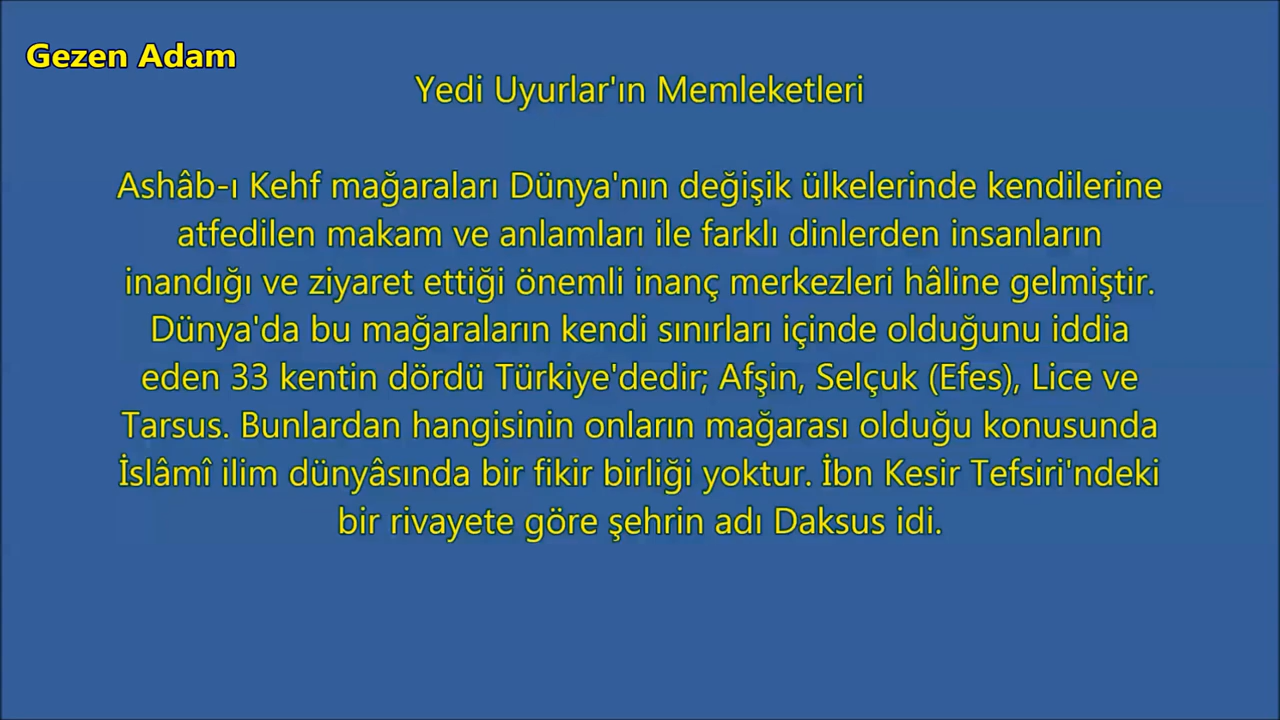 Gezen Adam
Yedi Uyurlar'ın Memleketleri
Ashâb-ı Kehf mağaraları Dünya'nın değişik ülkelerinde kendilerine
atfedilen makam ve anlamları ile farklı dinlerden insanların
inandığı ve ziyaret ettiği önemli inanç merkezleri hâline gelmiştir.
Dünya'da bu mağaraların kendi sınırları içinde olduğunu iddia
eden 33 kentin dördü Türkiye'dedir; Afşin, Selçuk (Efes), Lice ve
Tarsus. Bunlardan hangisinin onların mağarası olduğu konusunda
İslâmî ilim dünyâsında bir fikir birliği yoktur. İbn Kesir Tefsiri'ndeki
bir rivayete göre şehrin adı Daksus idi.